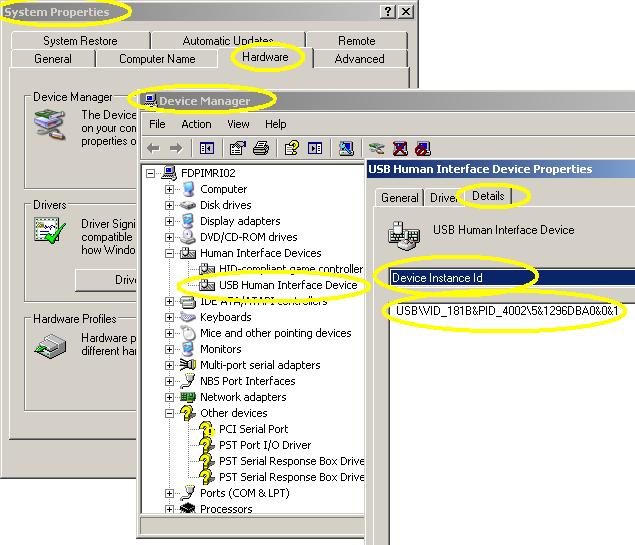 System Properties
System Restore Automatic Updates Remote
General Computer Name Hardware Advanced
Device Manager
The Device
on your com
properties o
Drivers
Driver Signi
compatible
how Window
Drive
Hardware Profiles
Hardware p
different ha
Device Manager
File Action View Help
FDPIMRI02
Computer
Disk drives
Display adapters
DVD/CD-ROM drives
Human Interface Devices
HID-compliant game controller
USB Human Interface Device
IDE ATA/ATAPI controllers
Keyboards
Mice and other pointing devices
Monitors
Multi-port serial adapters
NBS Port Interfaces
Network adapters
Other devices
PCI Serial Port
PST Port I/O Driver
PST Serial Response Box Drive
PST Serial Response Box Drive
Ports (COM & LPT)
Processors
USB Human Interface Device Properties
General Driver Details
USB Human Interface Device
Device Instance Id
USB\VID_181B&PID_4002\5&1296DBA0&0&1